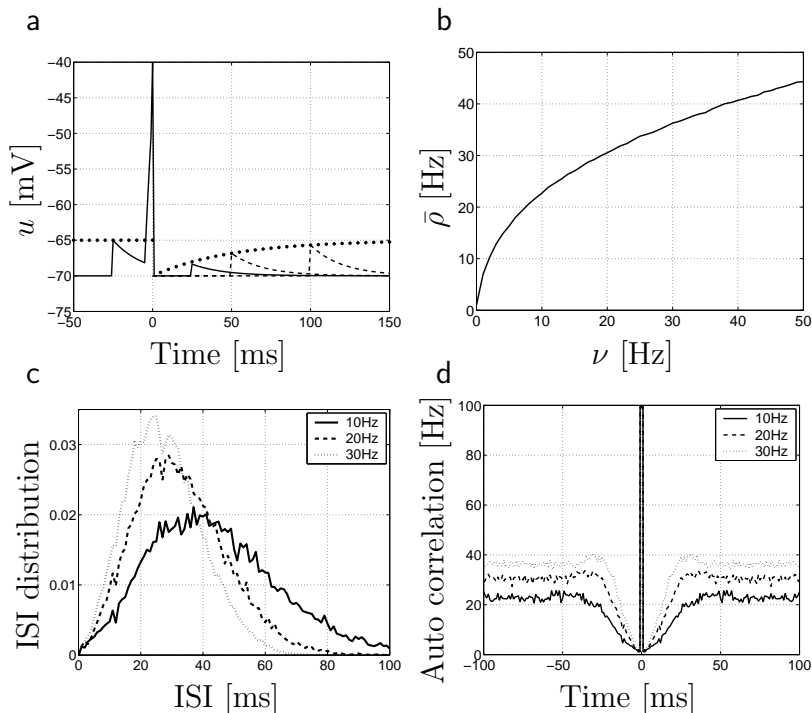 a
−40
−45
−50
−55
−60
−65
−70
−75
−50
0
50
100
150
u [mV]
Time [ms]
b
50
40
30
20
10
0
0
10
20
30
40
50
ρ̄ [Hz]
ν [Hz]
c
0.03
0.02
0.01
0
0
20
40
60
80
100
10Hz
20Hz
30Hz
ISI distribution
ISI [ms]
d
100
80
60
40
20
0
−100
−50
0
50
100
10Hz
20Hz
30Hz
Auto correlation [Hz]
Time [ms]